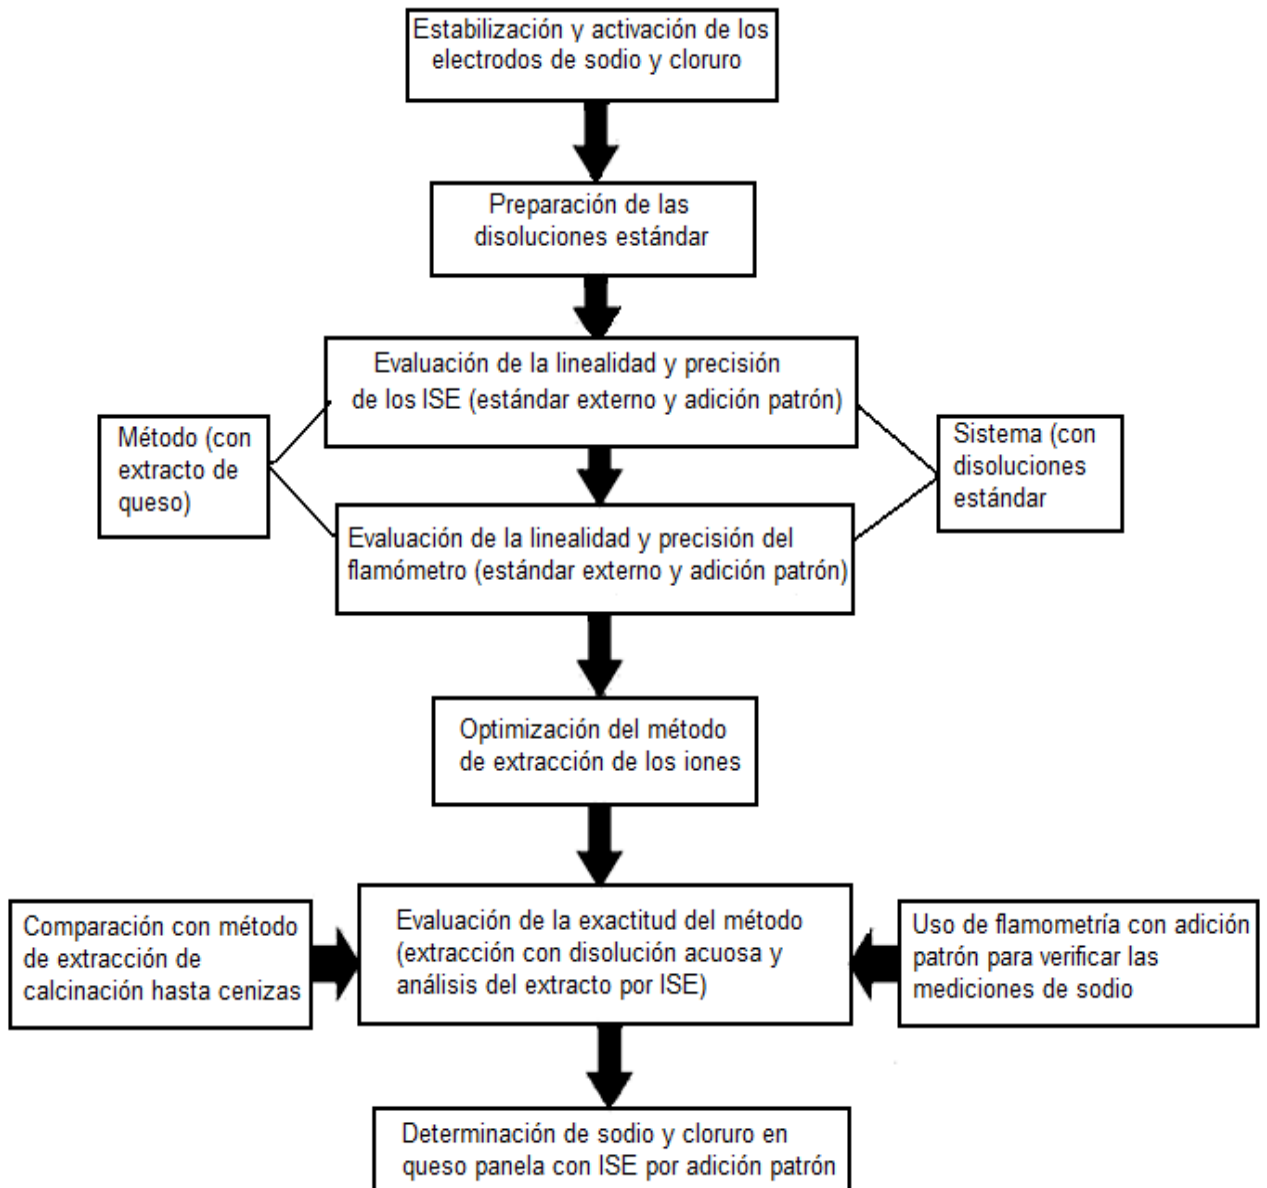 Estabilización y activación de los
electrodos de sodio y cloruro
Preparación de las
disoluciones estándar
Evaluación de la linealidad y precisión
de los ISE (estándar externo y adición patrón)
Método (con
extracto de
queso)
Sistema (con
disoluciones
estándar
Evaluación de la linealidad y precisión del
flamómetro (estándar externo y adición patrón)
Optimización del método
de extracción de los iones
Comparación con método
de extracción de
calcinación hasta cenizas
Evaluación de la exactitud del método
(extracción con disolución acuosa y
análisis del extracto por ISE)
Uso de flamometría con adición
patrón para verificar las
mediciones de sodio
Determinación de sodio y cloruro en
queso panela con ISE por adición patrón